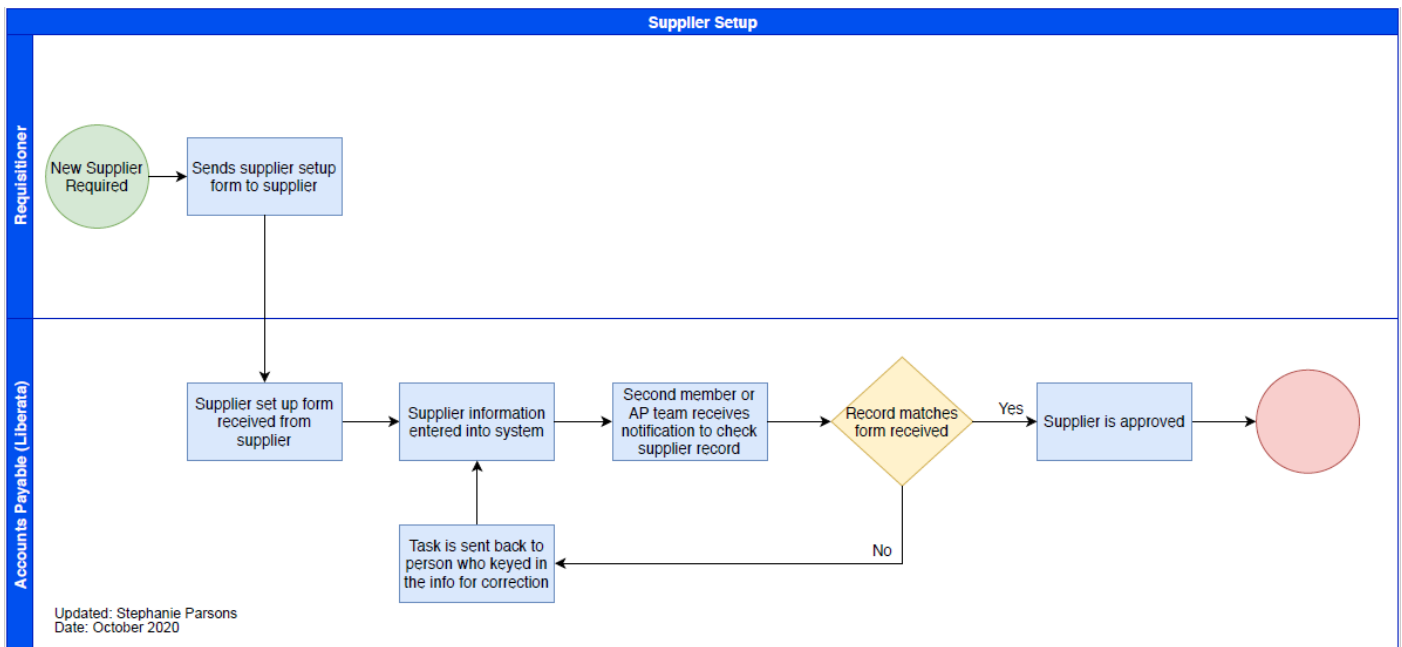 Supplier Setup
Requisitioner
New Supplier
Required
Sends supplier setup
form to supplier
Accounts Payable (Liberata)
Supplier set up form
received from
supplier
Supplier information
entered into system
Second member or
AP team receives
notification to check
supplier record
Record matches
form received
Yes
Supplier is approved
No
Task is sent back to
person who keyed in
the info for correction
Updated: Stephanie Parsons
Date: October 2020